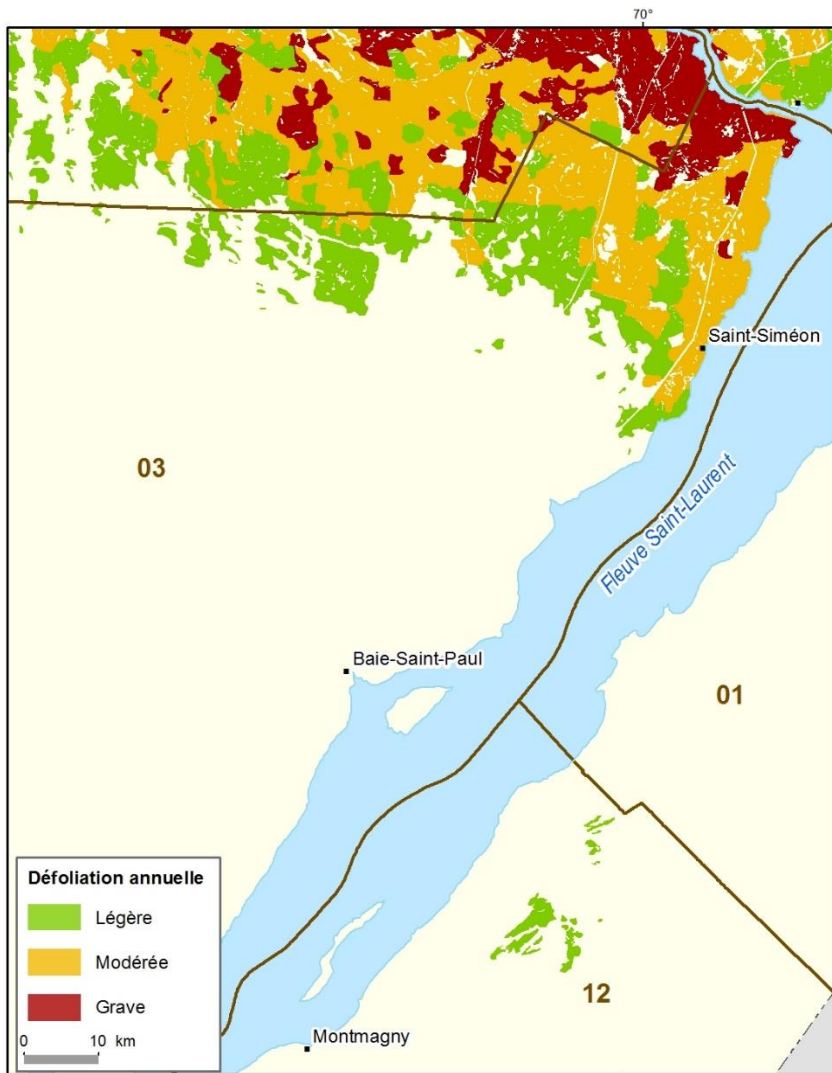 70°
Saint-Siméon
03
Fleuve Saint-Laurent
Baie-Saint-Paul
01
Défoliation annuelle
Légère
Modérée
Grave
0 10 km
12
Montmagny